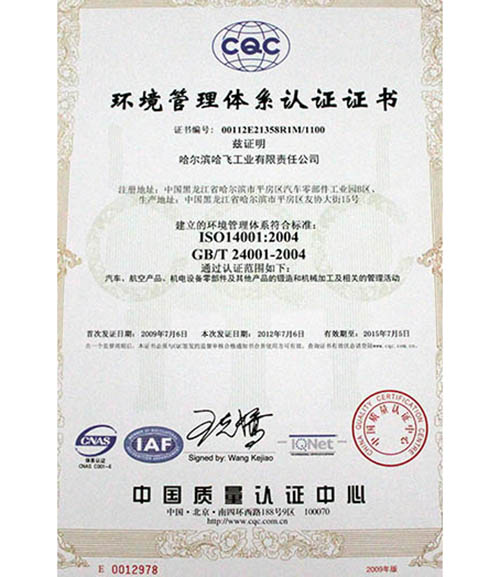 CQC
环境管理体系认证证书
证书编号: 00112E21358R1M/1100
兹证明
哈尔滨哈飞工业有限责任公司
注册地址:中国黑龙江省哈尔滨市平房区汽车零部件工业园B区、
生产地址:中国黑龙江省哈尔滨市平房区友协大街15号
建立的环境管理体系符合标准:
ISO14001:2004
GB/T 24001-2004
通过认证范围如下:
汽车、航空产品、机电设备零部件及其他产品的锻造和机械加工及相关的管理活动
首次发证日期: 2009年7月6日 本次发证日期: 2012年7月6日 有效期至: 2015年7月5日
CNAS
CNAS C001-E
IAF
Signed by: Wang Kejiao
IQNet
CHINA QUALITY CERTIFICATION CENTRE
中国质量认证中心
中国质量认证中心
中国·北京·南四环西路188号9区 100070
http://www.cqc.com.cn
E 0012978
2009年版